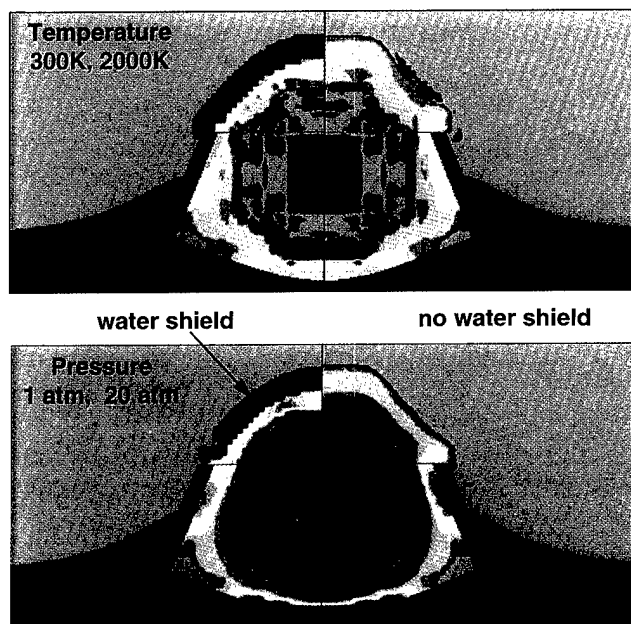 Temperature
300K, 2000K
water shield
no water shield
Pressure
1 atm, 20 atm